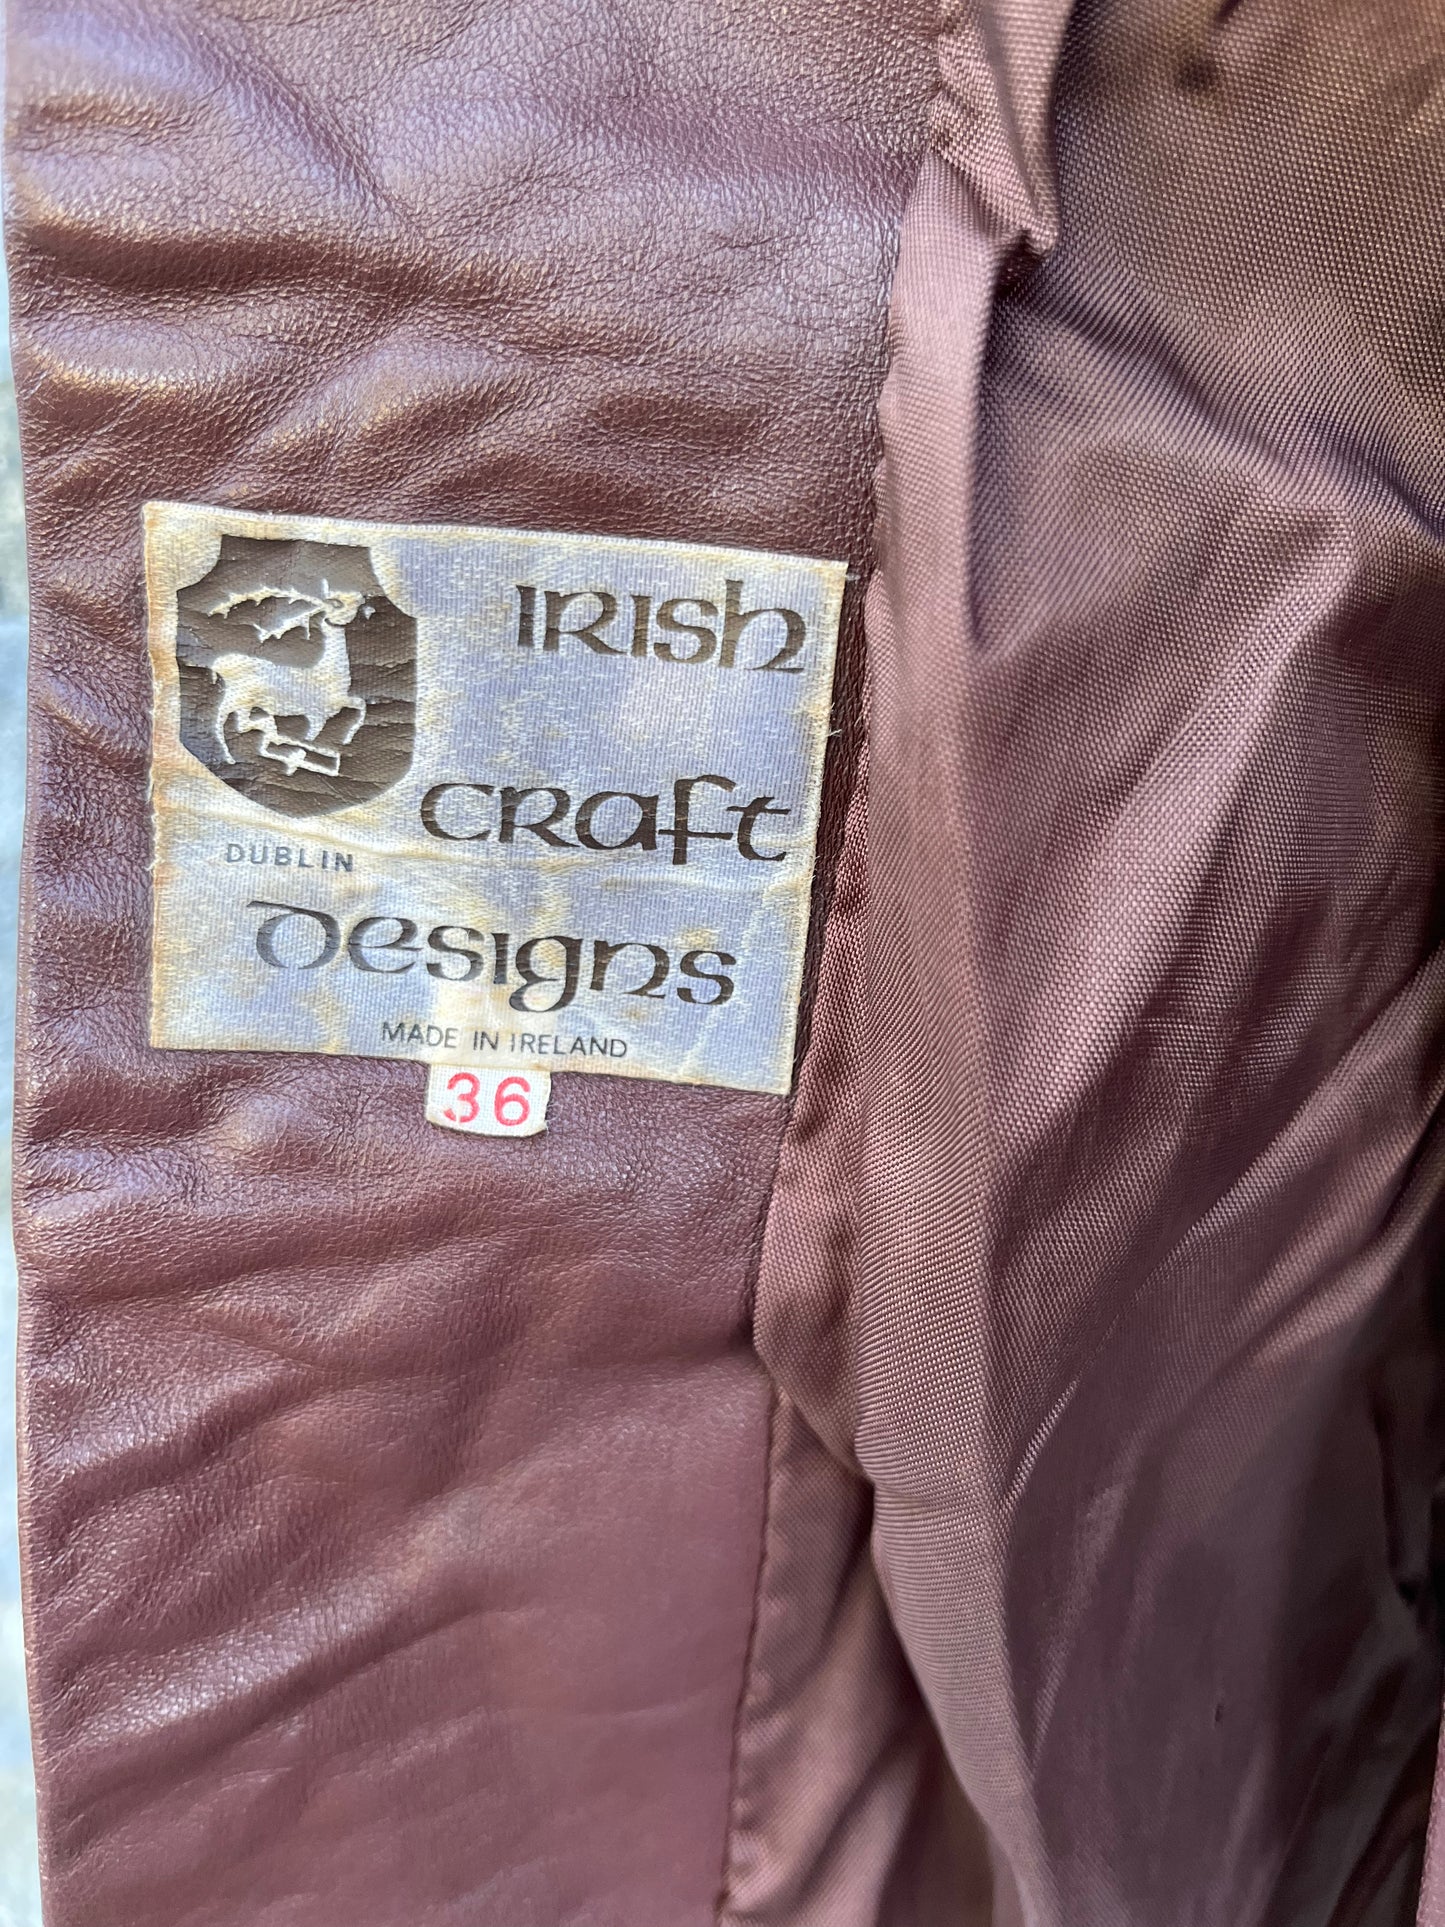 IRISh
CRAFt
DUBLIN
DesIgns
MADE IN IRELAND
36